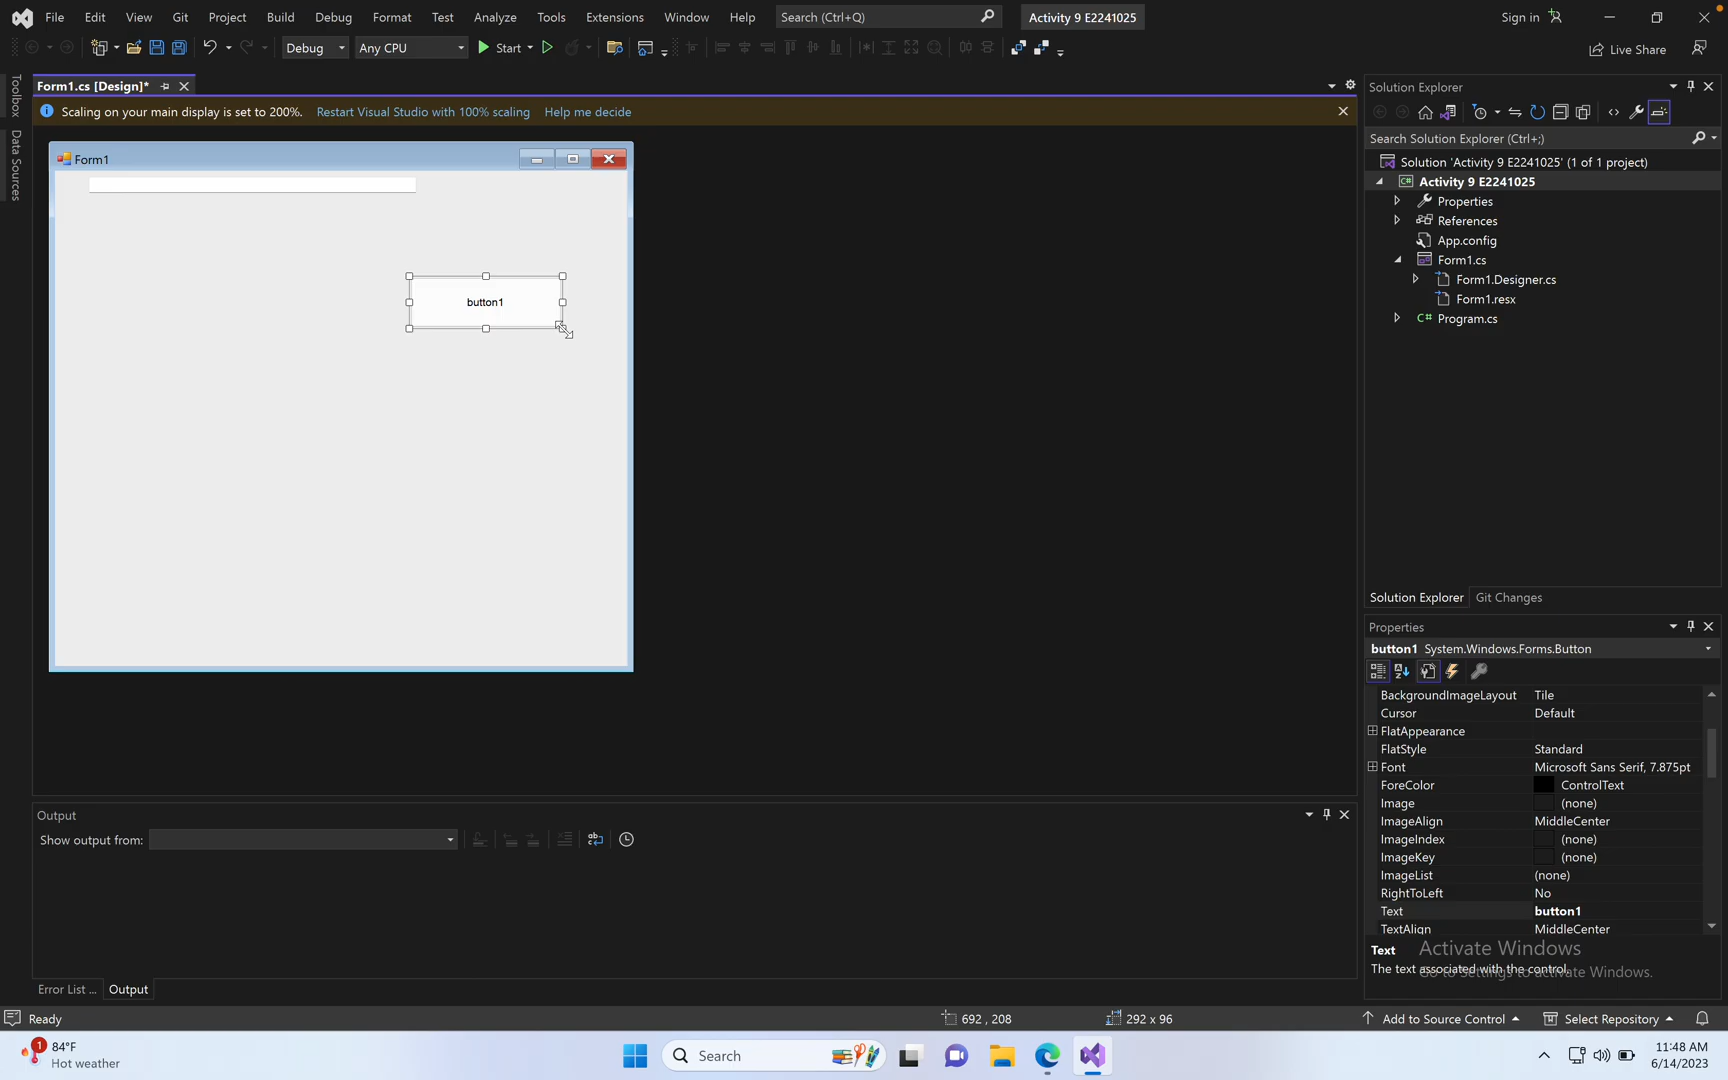 File Edit View Git Project Build Debug Format Test Analyze Tools Extensions Window Help Search (Ctrl+Q) Activity 9 E2241025 Sign in
Debug Any CPU Start Live Share
Toolbox
Data Sources
Form1.cs [Design]*
Scaling on your main display is set to 200%. Restart Visual Studio with 100% scaling Help me decide
Form1
button1
Solution Explorer
Search Solution Explorer (Ctrl+;)
Solution 'Activity 9 E2241025' (1 of 1 project)
Activity 9 E2241025
Properties
References
App.config
Form1.cs
Form1.Designer.cs
Form1.resx
C# Program.cs
Solution Explorer Git Changes
Properties
button1 System.Windows.Forms.Button
BackgroundImageLayout Tile
Cursor Default
FlatAppearance
FlatStyle Standard
Font Microsoft Sans Serif, 7.875pt
ForeColor ControlText
Image (none)
ImageAlign MiddleCenter
ImageIndex (none)
ImageKey (none)
ImageList (none)
RightToLeft No
Text button1
TextAlign MiddleCenter
Text
The text associated with the control.
Activate Windows
Go to Settings to activate Windows.
Output
Show output from:
Error List ... Output
Ready 692 , 208 292 x 96 Add to Source Control Select Repository
1 84°F
Hot weather
Search
11:48 AM
6/14/2023